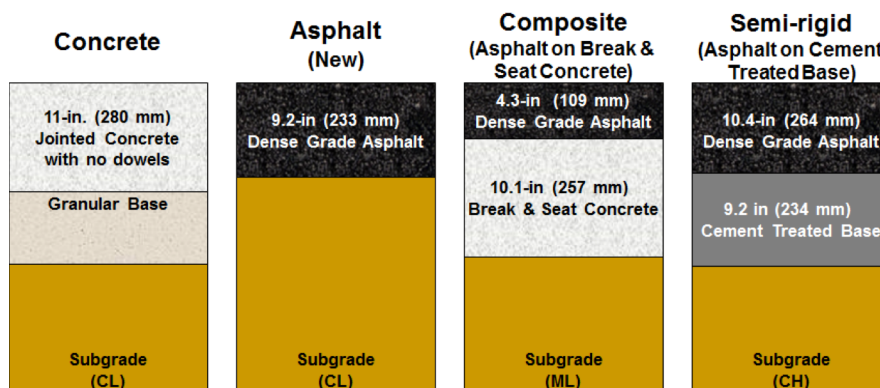 Concrete
11-in. (280 mm)
Jointed Concrete
with no dowels
Granular Base
Subgrade
(CL)
Asphalt
(New)
9.2-in (233 mm)
Dense Grade Asphalt
Subgrade
(CL)
Composite
(Asphalt on Break &
Seat Concrete)
4.3-in (109 mm)
Dense Grade Asphalt
10.1-in (257 mm)
Break & Seat Concrete
Subgrade
(ML)
Semi-rigid
(Asphalt on Cement
Treated Base)
10.4-in (264 mm)
Dense Grade Asphalt
9.2 in (234 mm)
Cement Treated Base
Subgrade
(CH)